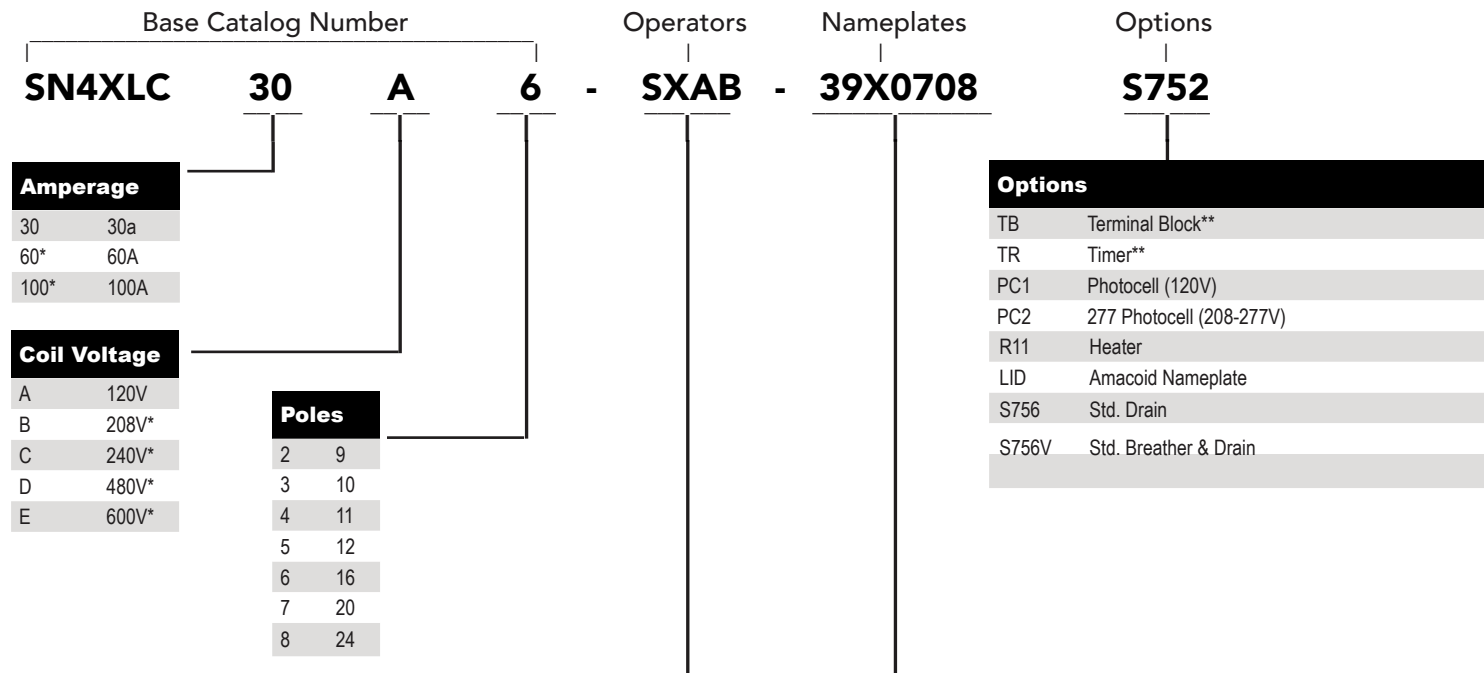 Base Catalog Number Operators Nameplates Options
SN4XLC 30 A 6 - SXAB - 39X0708 S752
Amperage
30 30a
60* 60A
100* 100A
Coil Voltage
A 120V
B 208V*
C 240V*
D 480V*
E 600V*
Poles
2 9
3 10
4 11
5 12
6 16
7 20
8 24
Options
TB Terminal Block**
TR Timer**
PC1 Photocell (120V)
PC2 277 Photocell (208-277V)
R11 Heater
LID Amacoid Nameplate
S756 Std. Drain
S756V Std. Breather & Drain